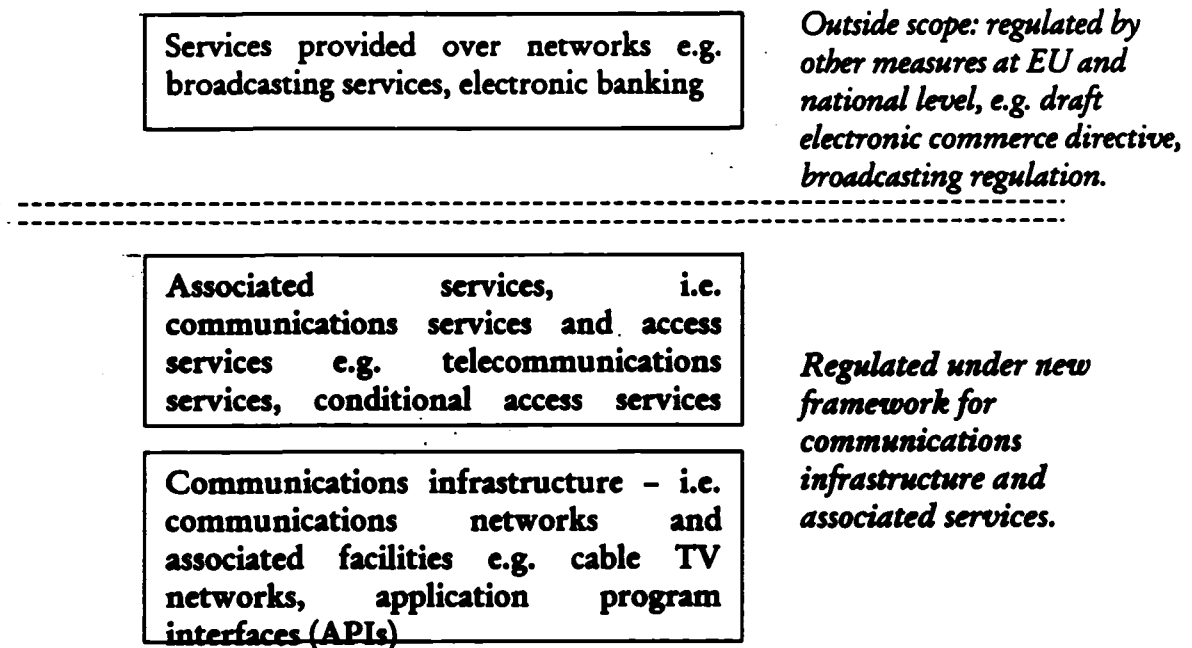 Services provided over networks e.g.
broadcasting services, electronic banking
Outside scope: regulated by
other measures at EU and
national level, e.g. draft
electronic commerce directive,
broadcasting regulation.
Associated services, i.e.
communications services and access
services e.g. telecommunications
services, conditional access services
Communications infrastructure – i.e.
communications networks and
associated facilities e.g. cable TV
networks, application program
interfaces (APIs)
Regulated under new
framework for
communications
infrastructure and
associated services.